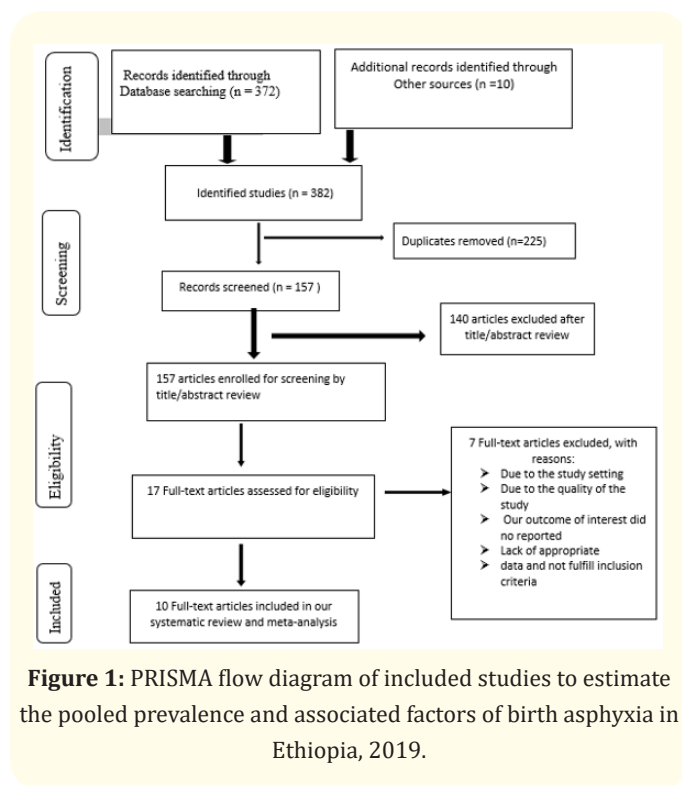 Identification
Records identified through
Database searching (n = 372)
Additional records identified through
Other sources (n =10)
Identified studies (n = 382)
Screening
Duplicates removed (n=225)
Records screened (n = 157 )
140 articles excluded after
title/abstract review
157 articles enrolled for screening by
title/abstract review
Eligibility
17 Full-text articles assessed for eligibility
7 Full-text articles excluded, with
reasons:
➢ Due to the study setting
➢ Due to the quality of the
study
➢ Our outcome of interest did
no reported
➢ Lack of appropriate
➢ data and not fulfill inclusion
criteria
Included
10 Full-text articles included in our
systematic review and meta-analysis
Figure 1: PRISMA flow diagram of included studies to estimate
the pooled prevalence and associated factors of birth asphyxia in
Ethiopia, 2019.